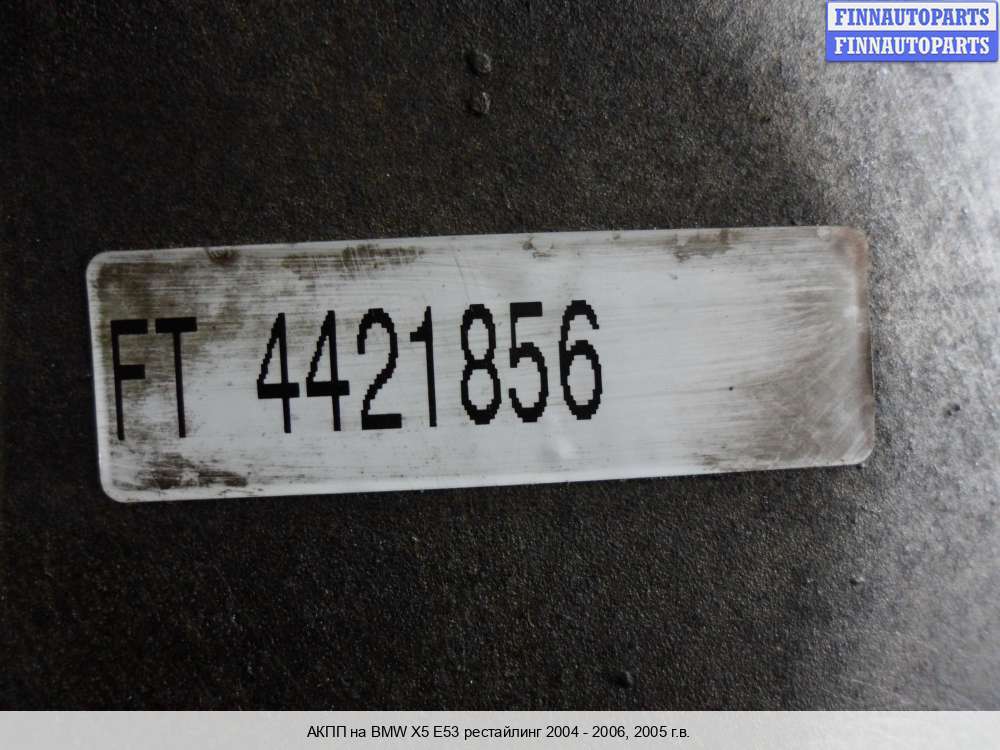 FINNAUTOPARTS
FINNAUTOPARTS
FT 4421856
АКПП на BMW X5 E53 рестайлинг 2004 - 2006, 2005 г.в.